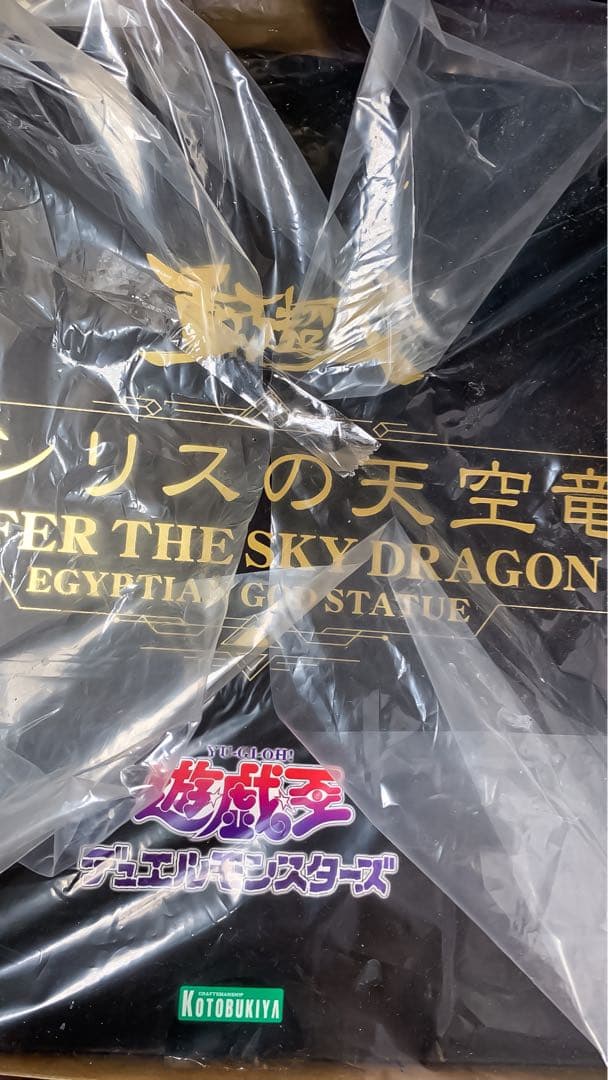 シリスの天空竜
FER THE SKY DRAGON
EGYPTIAN GOD STATUE
YU-GI-OH!
遊戯王
デュエルモンスターズ
CRAFTSMANSHIP
KOTOBUKIYA